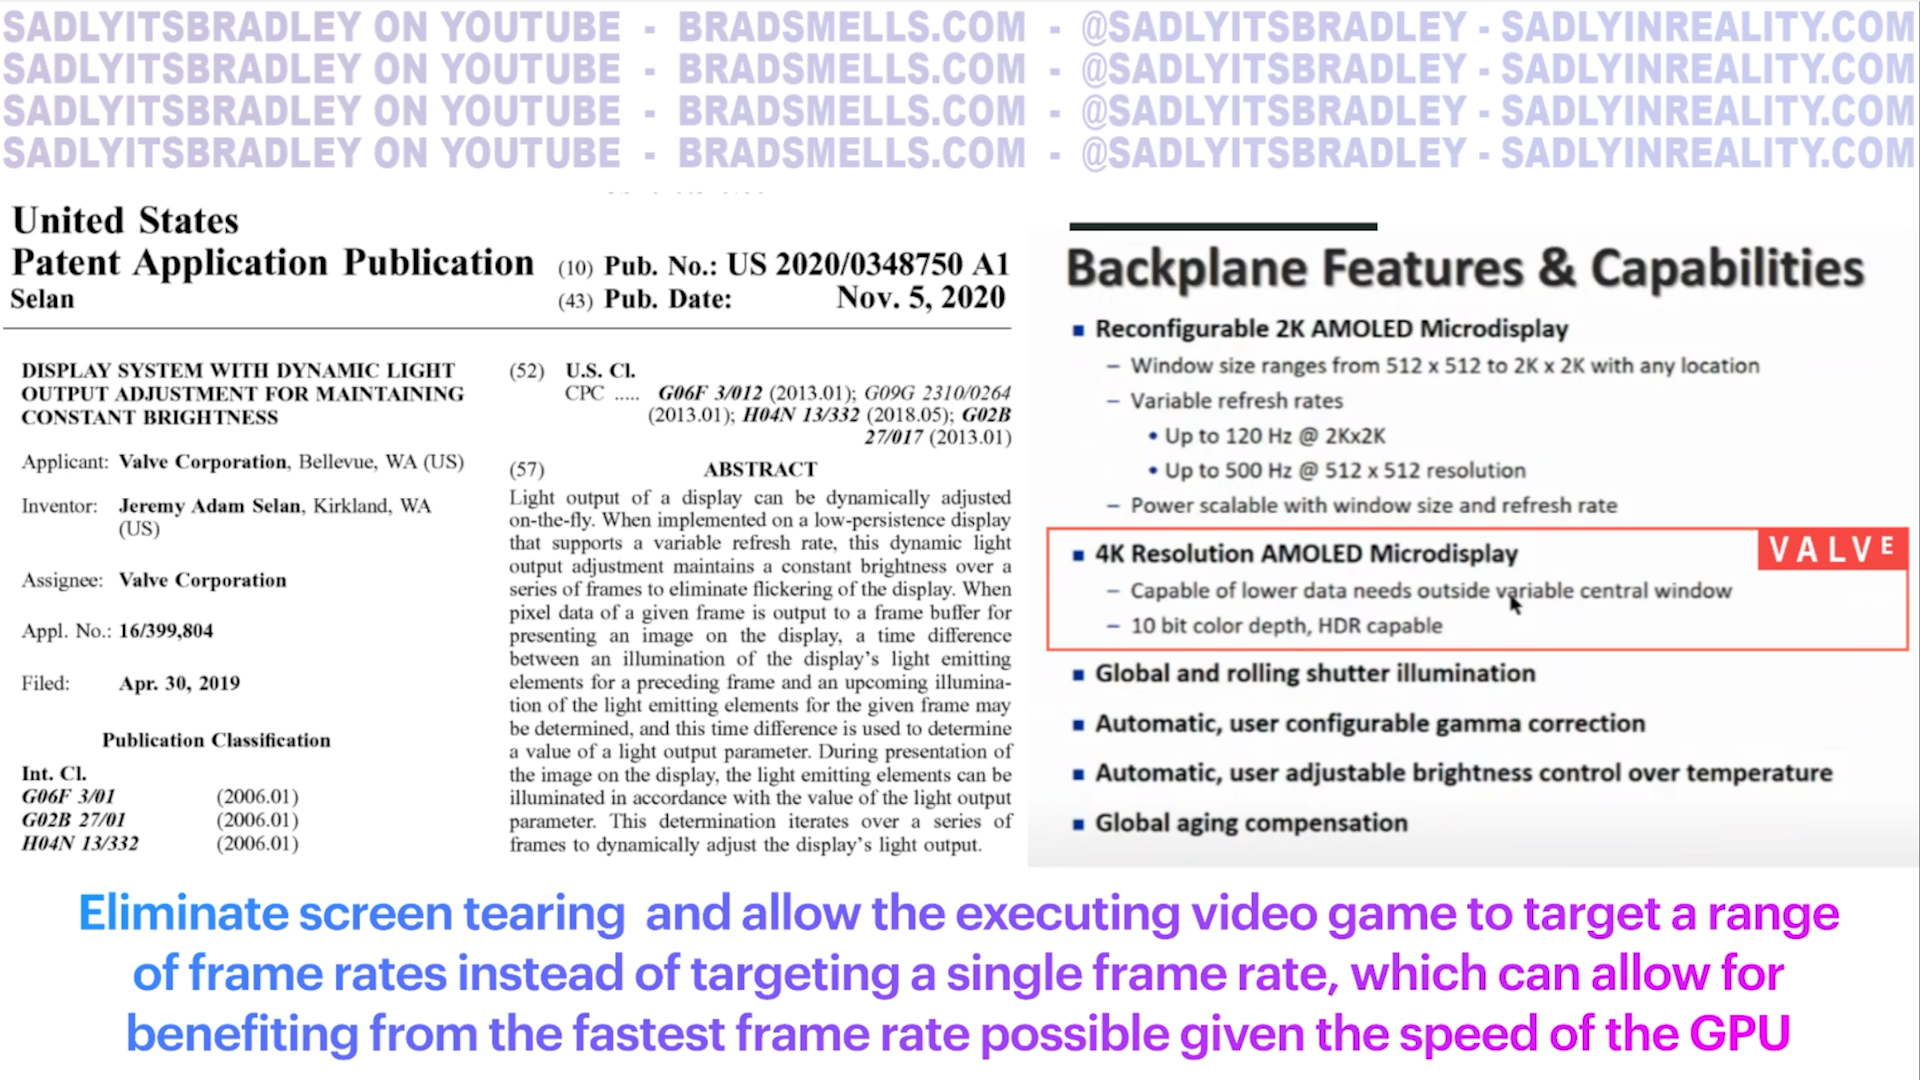 SADLYITSBRADLEY ON YOUTUBE - BRADSMELLS.COM - @SADLYITSBRADLEY - SADLYINREALITY.COM
SADLYITSBRADLEY ON YOUTUBE - BRADSMELLS.COM - @SADLYITSBRADLEY - SADLYINREALITY.COM
SADLYITSBRADLEY ON YOUTUBE - BRADSMELLS.COM - @SADLYITSBRADLEY - SADLYINREALITY.COM
SADLYITSBRADLEY ON YOUTUBE - BRADSMELLS.COM - @SADLYITSBRADLEY - SADLYINREALITY.COM
United States
Patent Application Publication
Selan
(10) Pub. No.: US 2020/0348750 A1
(43) Pub. Date: Nov. 5, 2020
DISPLAY SYSTEM WITH DYNAMIC LIGHT
OUTPUT ADJUSTMENT FOR MAINTAINING
CONSTANT BRIGHTNESS
Applicant: Valve Corporation, Bellevue, WA (US)
Inventor: Jeremy Adam Selan, Kirkland, WA
(US)
Assignee: Valve Corporation
Appl. No.: 16/399,804
Filed: Apr. 30, 2019
Publication Classification
Int. Cl.
G06F 3/01 (2006.01)
G02B 27/01 (2006.01)
H04N 13/332 (2006.01)
(52) U.S. Cl.
CPC ..... G06F 3/012 (2013.01); G09G 2310/0264
(2013.01); H04N 13/332 (2018.05); G02B
27/017 (2013.01)
(57) ABSTRACT
Light output of a display can be dynamically adjusted
on-the-fly. When implemented on a low-persistence display
that supports a variable refresh rate, this dynamic light
output adjustment maintains a constant brightness over a
series of frames to eliminate flickering of the display. When
pixel data of a given frame is output to a frame buffer for
presenting an image on the display, a time difference
between an illumination of the display's light emitting
elements for a preceding frame and an upcoming illumina-
tion of the light emitting elements for the given frame may
be determined, and this time difference is used to determine
a value of a light output parameter. During presentation of
the image on the display, the light emitting elements can be
illuminated in accordance with the value of the light output
parameter. This determination iterates over a series of
frames to dynamically adjust the display's light output.
Backplane Features & Capabilities
▪ Reconfigurable 2K AMOLED Microdisplay
– Window size ranges from 512 x 512 to 2K x 2K with any location
– Variable refresh rates
• Up to 120 Hz @ 2Kx2K
• Up to 500 Hz @ 512 x 512 resolution
– Power scalable with window size and refresh rate
▪ 4K Resolution AMOLED Microdisplay
VALVE
– Capable of lower data needs outside variable central window
– 10 bit color depth, HDR capable
▪ Global and rolling shutter illumination
▪ Automatic, user configurable gamma correction
▪ Automatic, user adjustable brightness control over temperature
▪ Global aging compensation
Eliminate screen tearing and allow the executing video game to target a range
of frame rates instead of targeting a single frame rate, which can allow for
benefiting from the fastest frame rate possible given the speed of the GPU